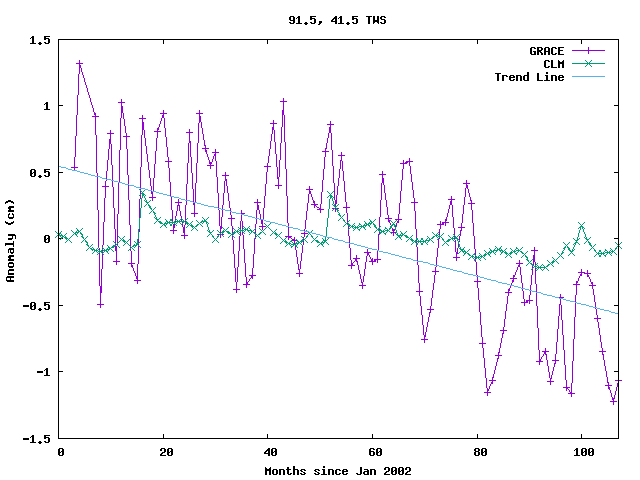 91.5, 41.5 TWS
GRACE
CLM
Trend Line
1.5
1
0.5
0
-0.5
-1
-1.5
Anomaly (cm)
0 20 40 60 80 100
Months since Jan 2002